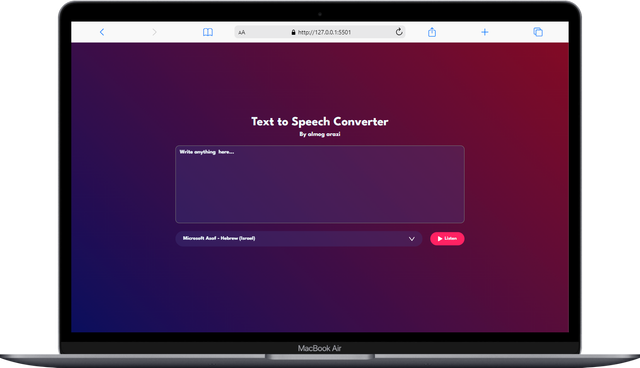 AA
http://127.0.0.1:5501
Text to Speech Converter
By almog arazi
Write anything here...
Microsoft Asaf - Hebrew (Israel)
Listen
MacBook Air